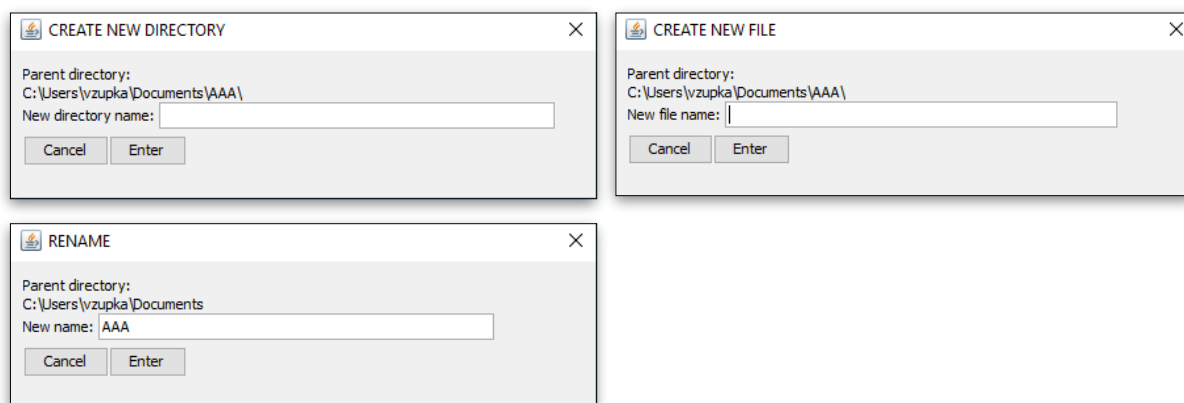 CREATE NEW DIRECTORY
Parent directory:
C:\Users\vzupka\Documents\AAA\
New directory name:
Cancel Enter
CREATE NEW FILE
Parent directory:
C:\Users\vzupka\Documents\AAA\
New file name:
Cancel Enter
RENAME
Parent directory:
C:\Users\vzupka\Documents
New name: AAA
Cancel Enter